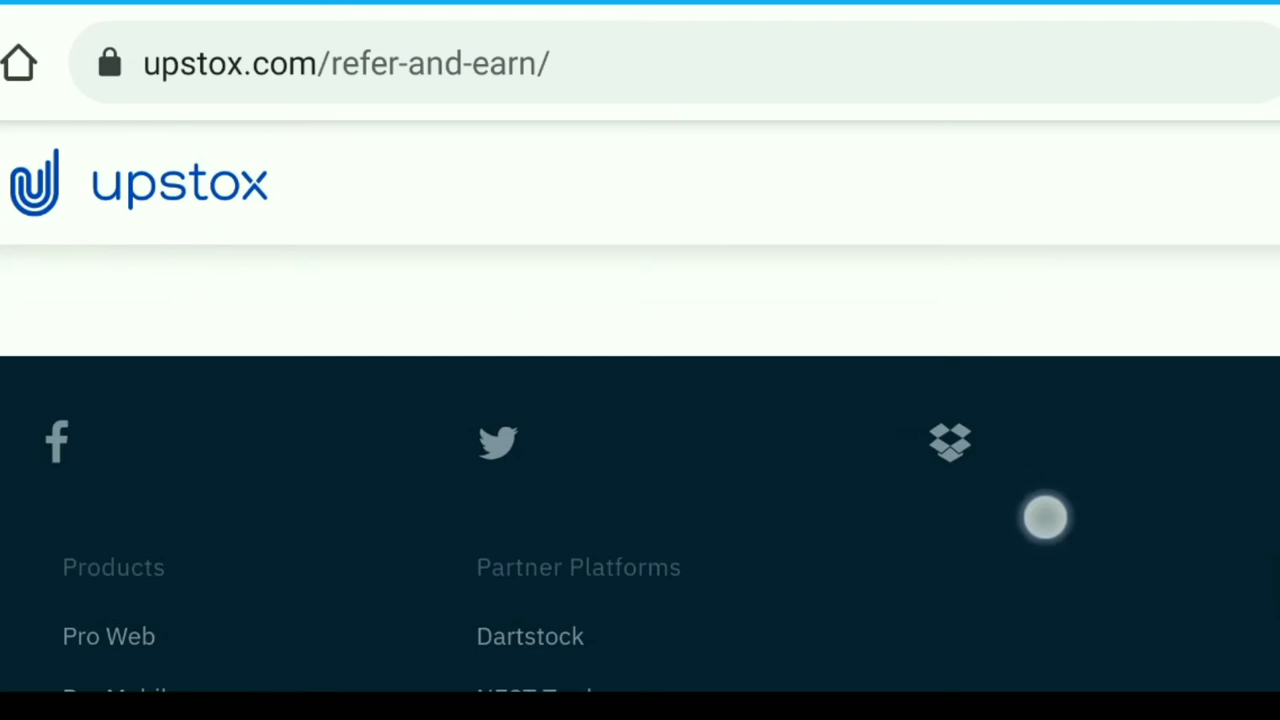 upstox.com/refer-and-earn/
upstox
Products
Partner Platforms
Pro Web
Dartstock